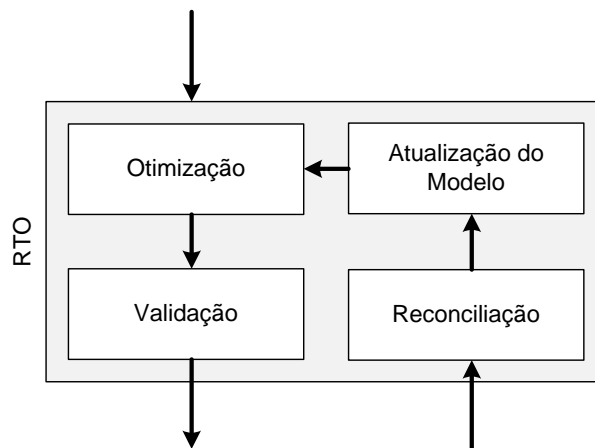 RTO
Otimização
Atualização do
Modelo
Validação
Reconciliação